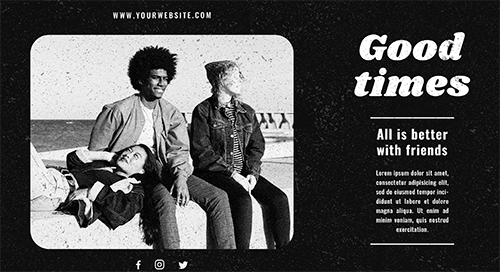 WWW.YOURWEBSITE.COM
Good
times
All is better
with friends
Lorem ipsum dolor sit amet,
consectetur adipisicing elit,
sed do eiusmod tempor inci-
didunt ut labore et dolore
magna aliqua. Ut enim ad
minim veniam, quis nostrud
exercitation.